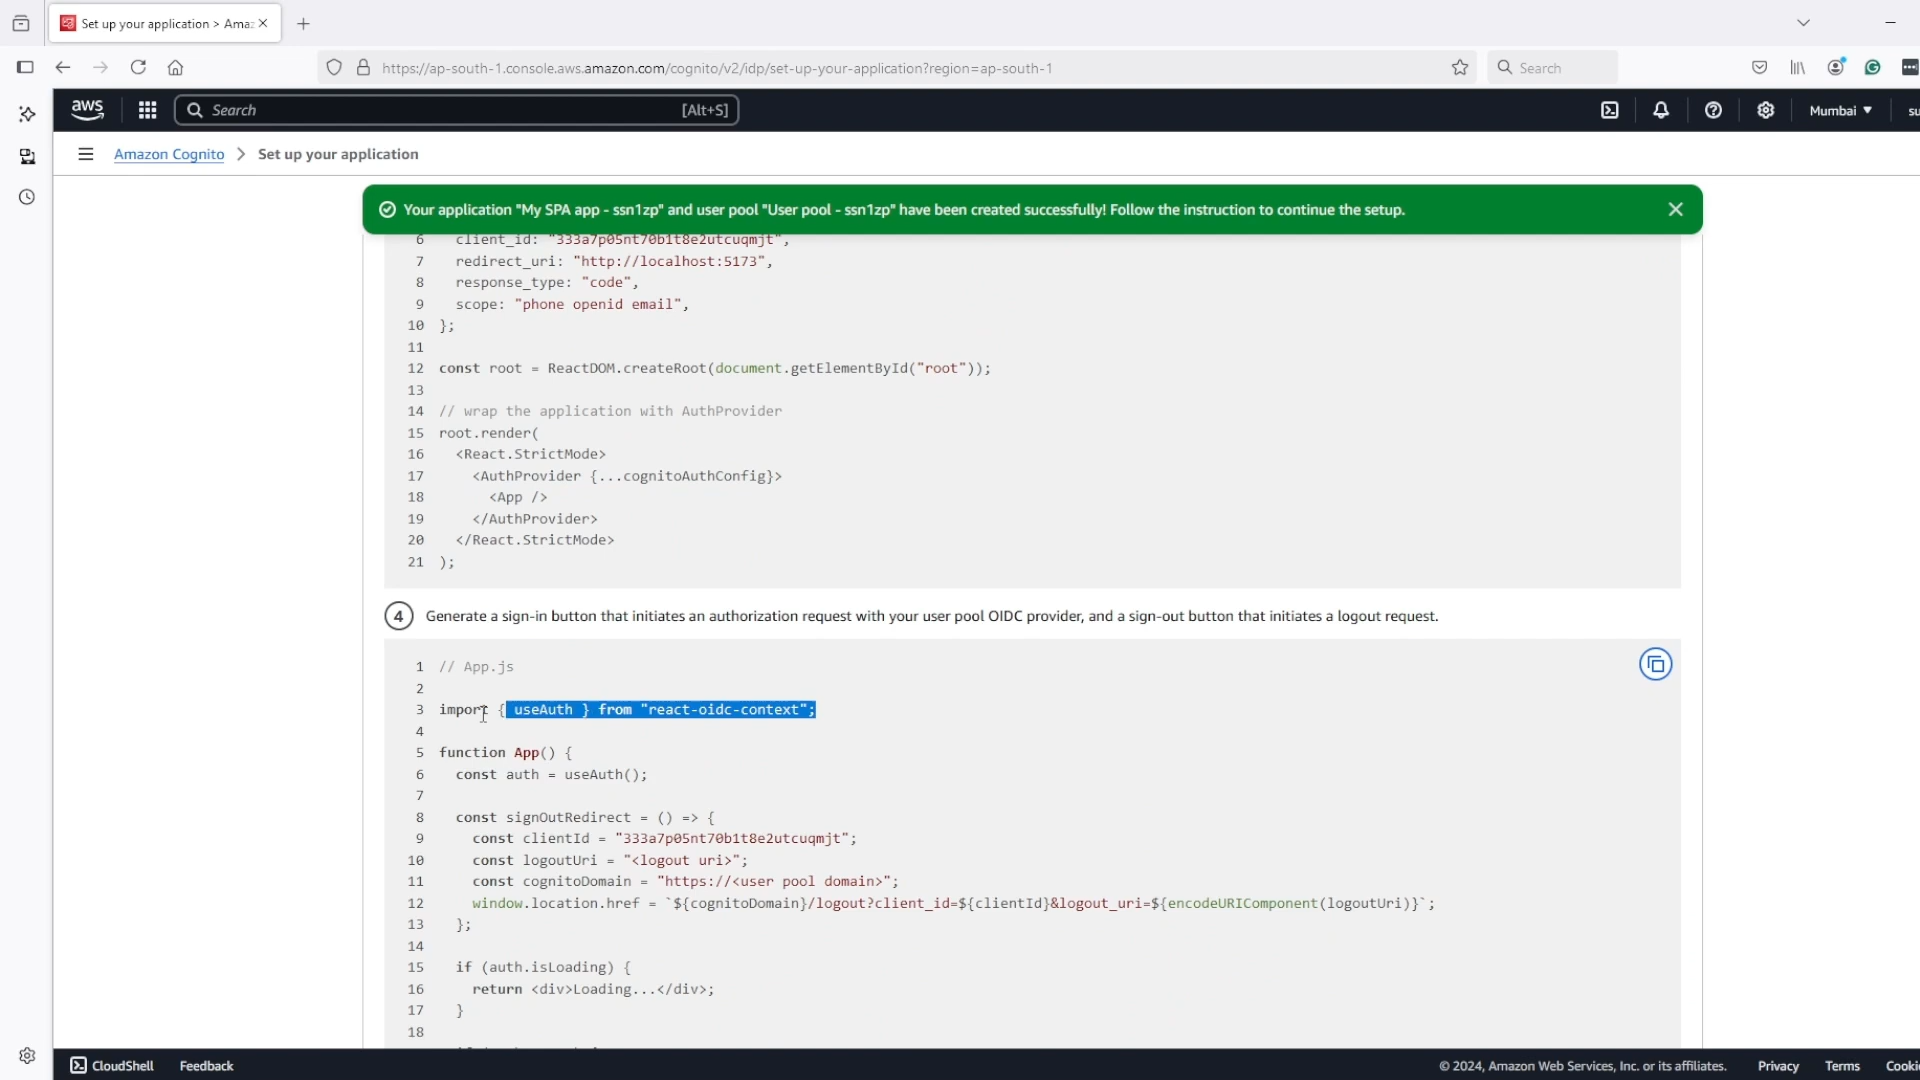 Set up your application > Amaz
https://ap-south-1.console.aws.amazon.com/cognito/v2/idp/set-up-your-application?region=ap-south-1
Search
aws
Search [Alt+S]
Mumbai
su
Amazon Cognito > Set up your application
Your application "My SPA app - ssn1zp" and user pool "User pool - ssn1zp" have been created successfully! Follow the instruction to continue the setup.
6 client_id: "333a7p05nt70b1t8e2utcuqmjt",
7 redirect_uri: "http://localhost:5173",
8 response_type: "code",
9 scope: "phone openid email",
10 };
11
12 const root = ReactDOM.createRoot(document.getElementById("root"));
13
14 // wrap the application with AuthProvider
15 root.render(
16 <React.StrictMode>
17 <AuthProvider {...cognitoAuthConfig}>
18 <App />
19 </AuthProvider>
20 </React.StrictMode>
21 );
4 Generate a sign-in button that initiates an authorization request with your user pool OIDC provider, and a sign-out button that initiates a logout request.
1 // App.js
2
3 import { useAuth } from "react-oidc-context";
4
5 function App() {
6 const auth = useAuth();
7
8 const signOutRedirect = () => {
9 const clientId = "333a7p05nt70b1t8e2utcuqmjt";
10 const logoutUri = "<logout uri>";
11 const cognitoDomain = "https://<user pool domain>";
12 window.location.href = `${cognitoDomain}/logout?client_id=${clientId}&logout_uri=${encodeURIComponent(logoutUri)}`;
13 };
14
15 if (auth.isLoading) {
16 return <div>Loading...</div>;
17 }
18
CloudShell Feedback © 2024, Amazon Web Services, Inc. or its affiliates. Privacy Terms Cooki